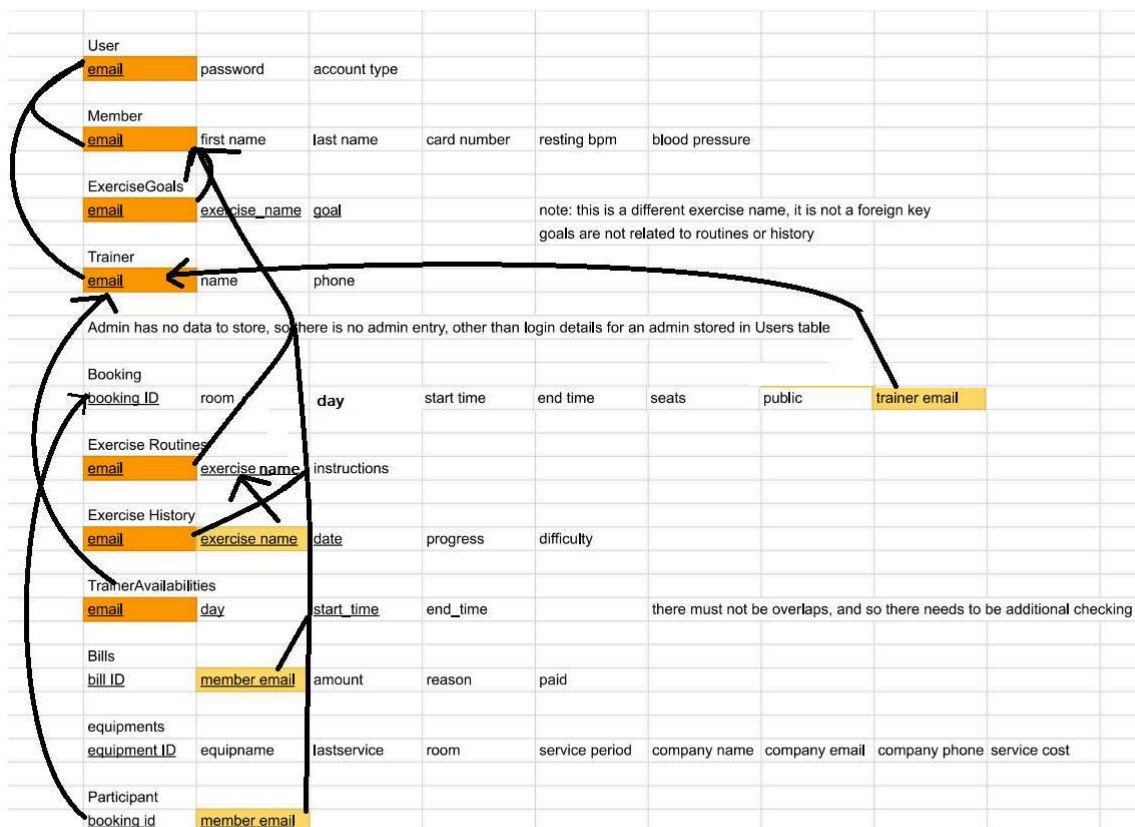 User
email password account type
Member
email first name last name card number resting bpm blood pressure
ExerciseGoals
email exercise_name goal note: this is a different exercise name, it is not a foreign key
goals are not related to routines or history
Trainer
email name phone
Admin has no data to store, so there is no admin entry, other than login details for an admin stored in Users table
Booking
booking ID room day start time end time seats public trainer email
Exercise Routines
email exercise name instructions
Exercise History
email exercise name date progress difficulty
TrainerAvailabilities
email day start_time end_time there must not be overlaps, and so there needs to be additional checking
Bills
bill ID member email amount reason paid
equipments
equipment ID equipname lastservice room service period company name company email company phone service cost
Participant
booking id member email